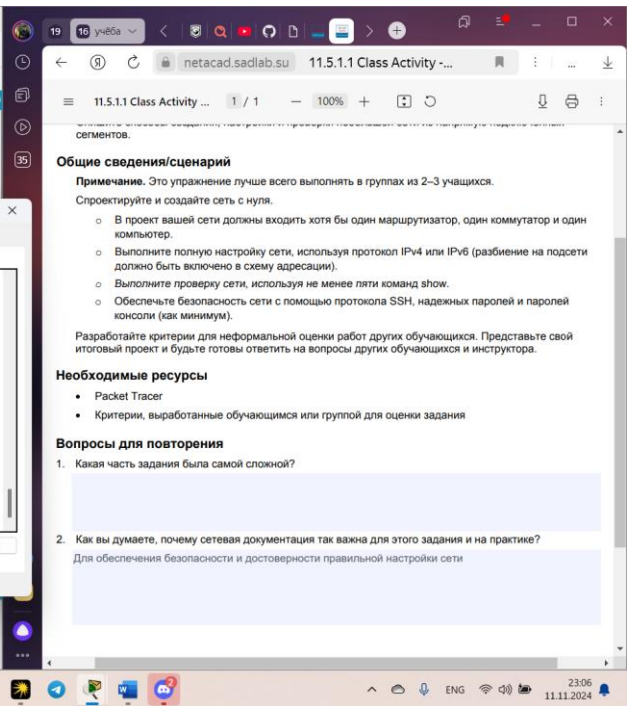 19
16 учёба
netacad.sadlab.su
11.5.1.1 Class Activity -...
11.5.1.1 Class Activity ...
1 / 1
100%
35
сегментов.
Общие сведения/сценарий
Примечание. Это упражнение лучше всего выполнять в группах из 2–3 учащихся.
Спроектируйте и создайте сеть с нуля.
В проект вашей сети должны входить хотя бы один маршрутизатор, один коммутатор и один
компьютер.
Выполните полную настройку сети, используя протокол IPv4 или IPv6 (разбиение на подсети
должно быть включено в схему адресации).
Выполните проверку сети, используя не менее пяти команд show.
Обеспечьте безопасность сети с помощью протокола SSH, надежных паролей и паролей
консоли (как минимум).
Разработайте критерии для неформальной оценки работ других обучающихся. Представьте свой
итоговый проект и будьте готовы ответить на вопросы других обучающихся и инструктора.
Необходимые ресурсы
• Packet Tracer
• Критерии, выработанные обучающимся или группой для оценки задания
Вопросы для повторения
1. Какая часть задания была самой сложной?
2. Как вы думаете, почему сетевая документация так важна для этого задания и на практике?
Для обеспечения безопасности и достоверности правильной настройки сети
2
ENG
23:06
11.11.2024